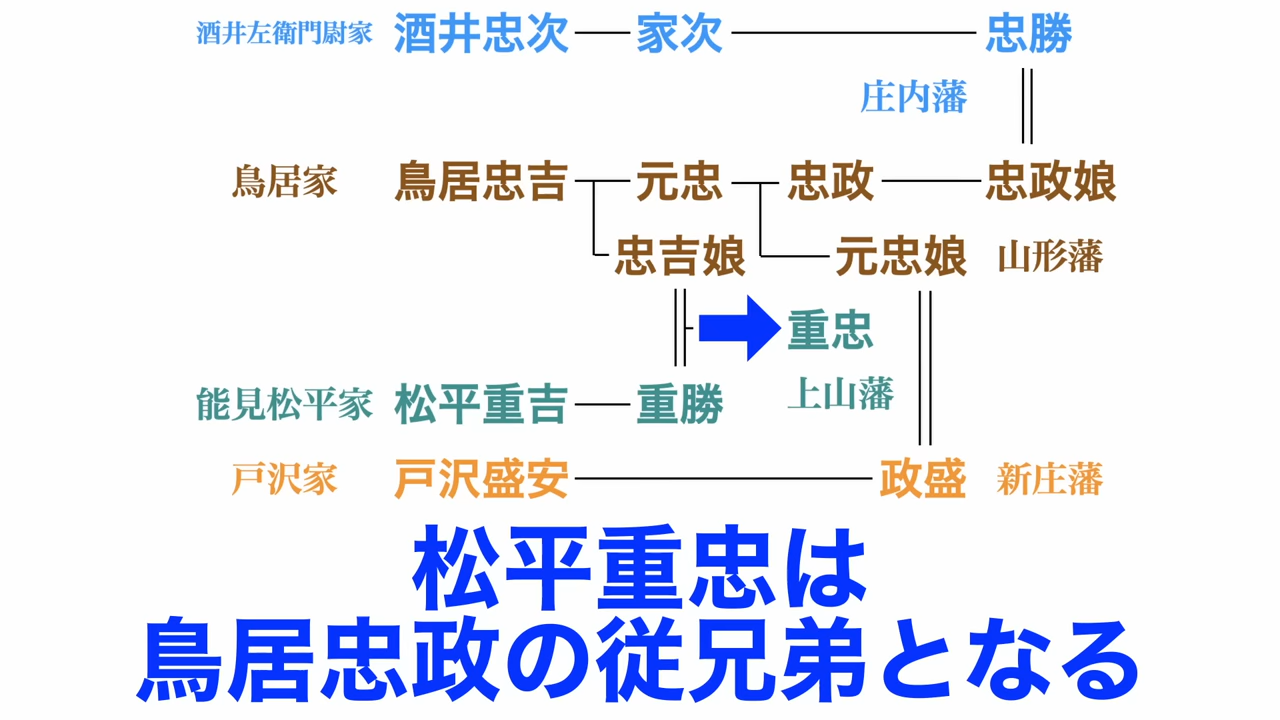 酒井左衛門尉家 酒井忠次 家次 忠勝
庄内藩
鳥居家 鳥居忠吉 元忠 忠政 忠政娘
忠吉娘 元忠娘 山形藩
重忠
上山藩
能見松平家 松平重吉 重勝
戸沢家 戸沢盛安 政盛 新庄藩
松平重忠は
鳥居忠政の従兄弟となる